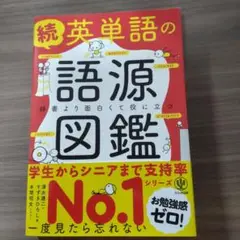 続 英単語の
語源
辞書より面白くて役に立つ
図鑑
学生からシニアまで支持率
No.1
シリーズ
お勉強感
ゼロ!
一度見たら忘れない